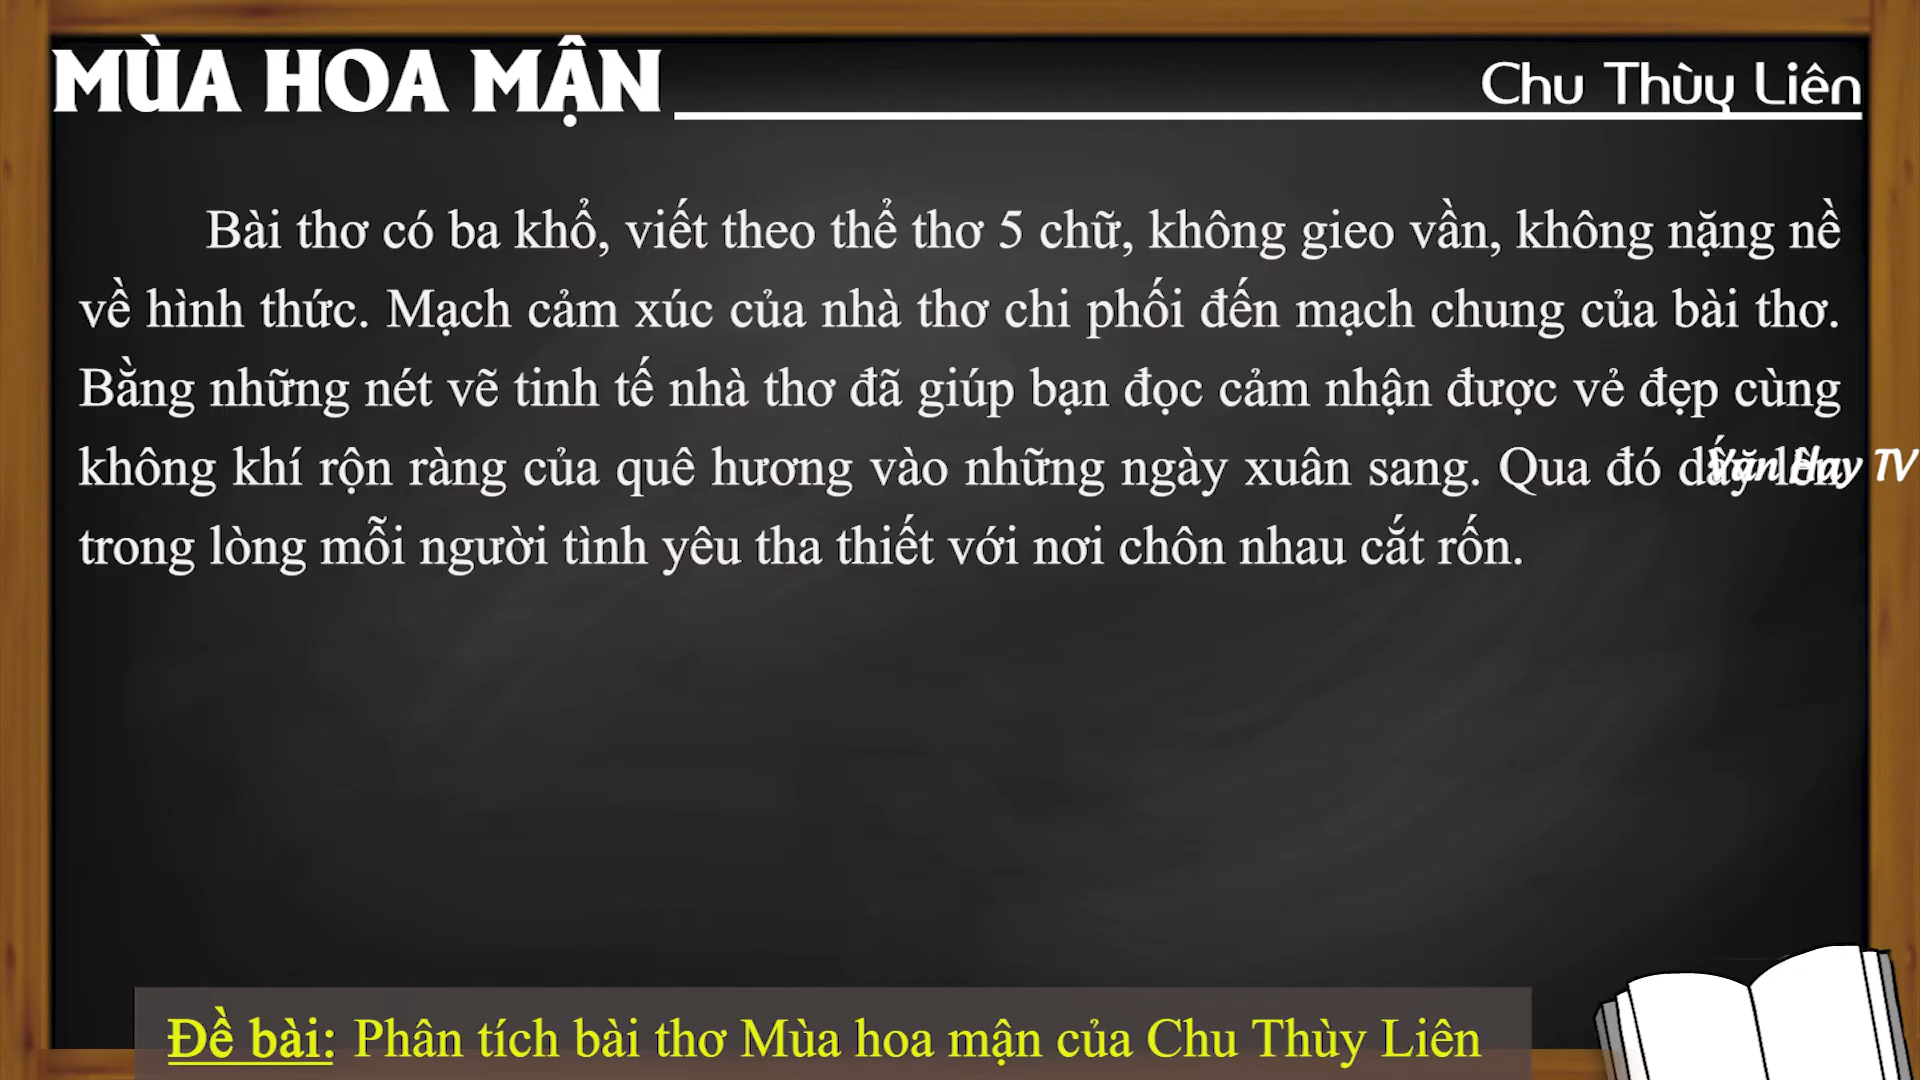 MÙA HOA MẬN
Chu Thùy Liên
Bài thơ có ba khổ, viết theo thể thơ 5 chữ, không gieo vần, không nặng nề
về hình thức. Mạch cảm xúc của nhà thơ chi phối đến mạch chung của bài thơ.
Bằng những nét vẽ tinh tế nhà thơ đã giúp bạn đọc cảm nhận được vẻ đẹp cùng
không khí rộn ràng của quê hương vào những ngày xuân sang. Qua đó dấy lên
Văn Hay TV
trong lòng mỗi người tình yêu tha thiết với nơi chôn nhau cắt rốn.
Đề bài: Phân tích bài thơ Mùa hoa mận của Chu Thùy Liên